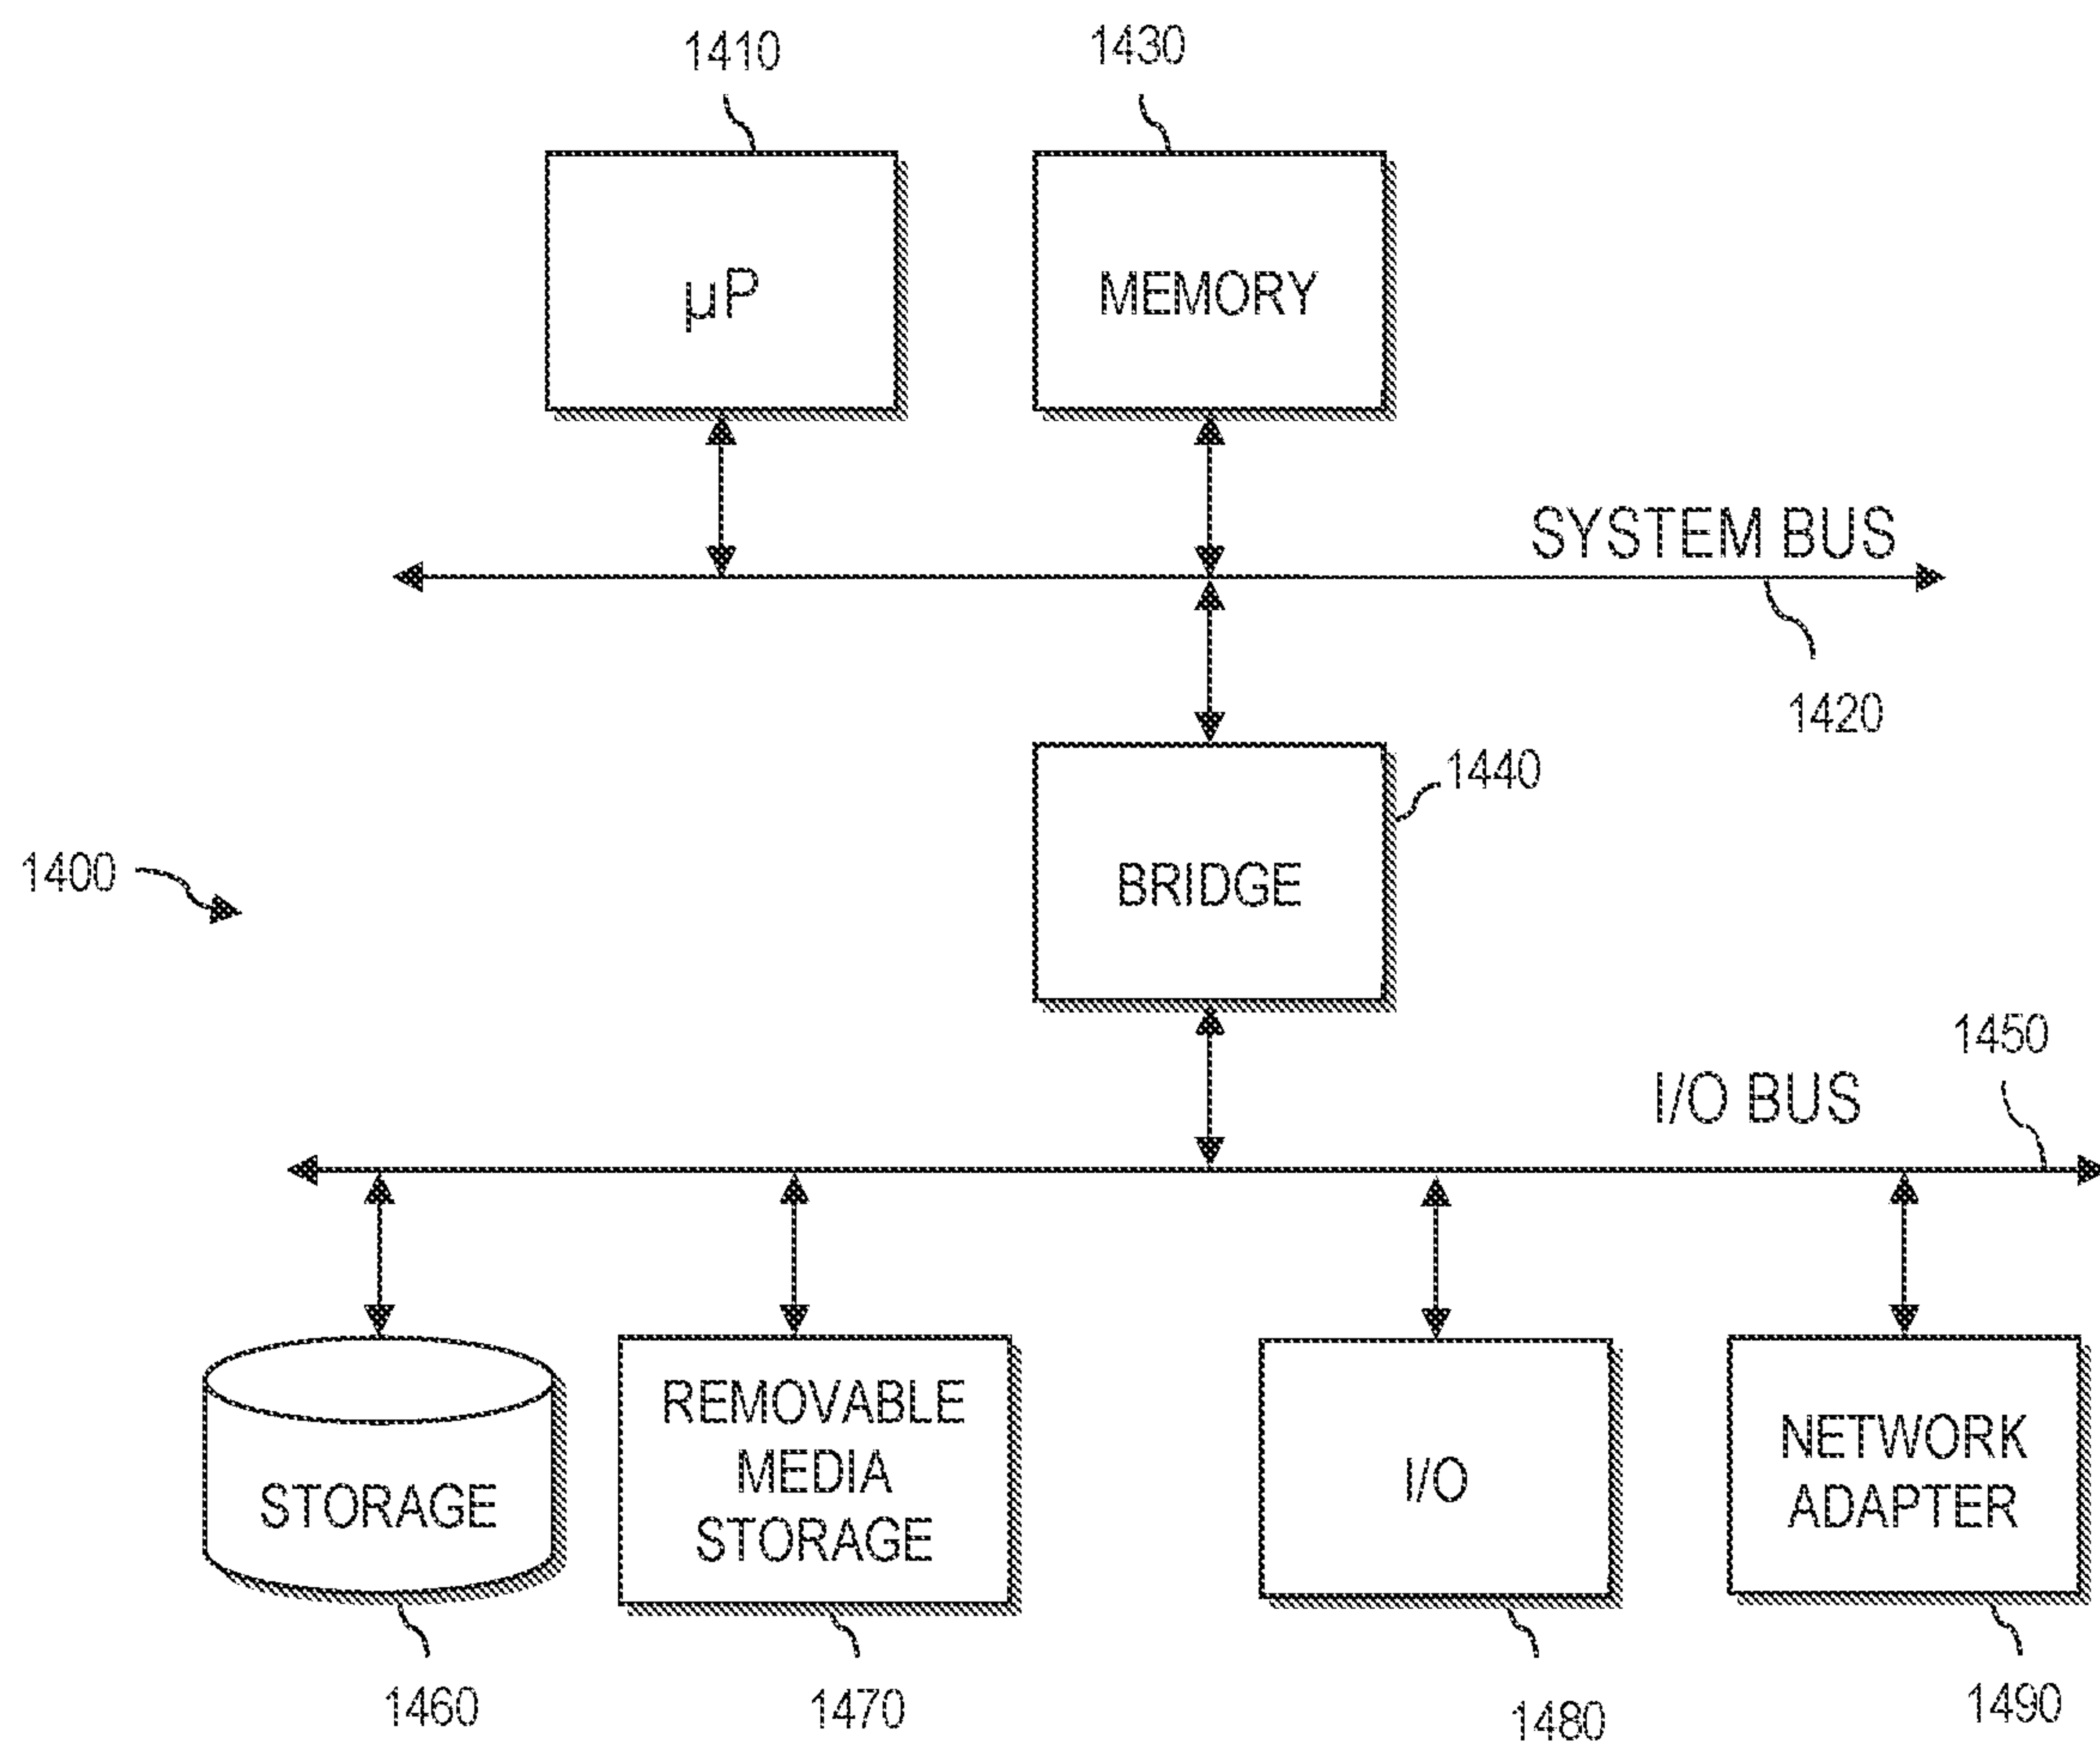 1410
1430
µP
MEMORY
SYSTEM BUS
1420
1440
BRIDGE
1400
1450
I/O BUS
STORAGE
REMOVABLE
MEDIA
STORAGE
I/O
NETWORK
ADAPTER
1460
1470
1480
1490